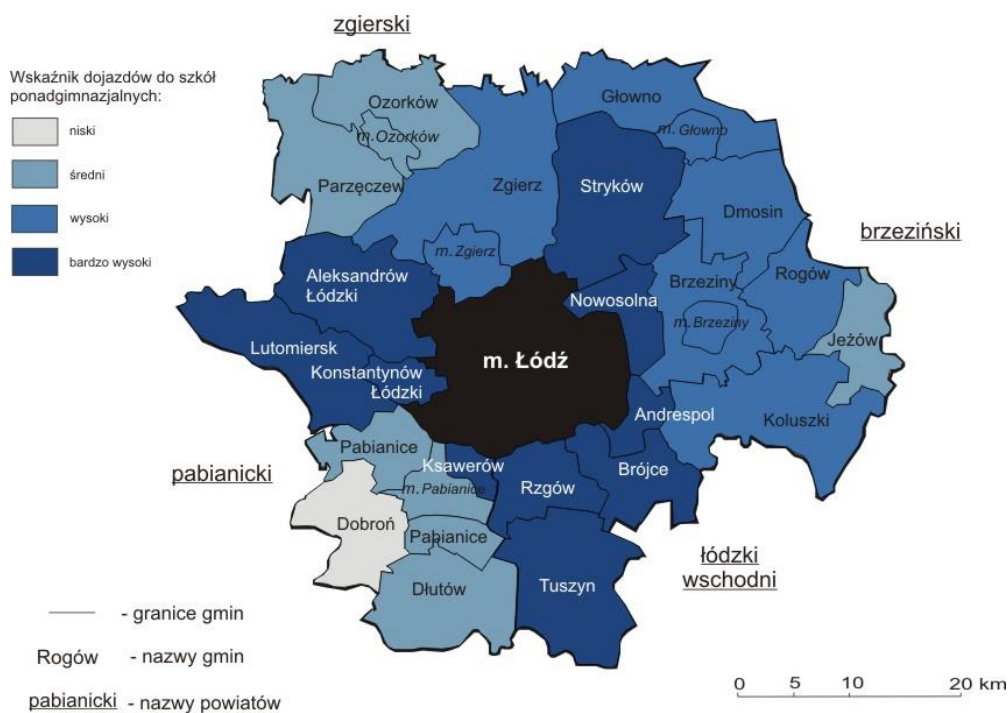 zgierski
Wskaźnik dojazdów do szkół
ponadgimnazjalnych:
niski
średni
wysoki
bardzo wysoki
Ozorków
m. Ozorków
Parzęczew
Zgierz
m. Zgierz
Głowno
m. Głowno
Stryków
Dmosin
brzeziński
Aleksandrów
Łódzki
Nowosolna
Brzeziny
m. Brzeziny
Rogów
Jeżów
Lutomiersk
Konstantynów
Łódzki
m. Łódź
Andrespol
Koluszki
pabianicki
Pabianice
Ksawerów
m. Pabianice
Rzgów
Brójce
Dobroń
Pabianice
Dłutów
Tuszyn
łódzki
wschodni
- granice gmin
Rogów - nazwy gmin
pabianicki - nazwy powiatów
0 5 10 20 km